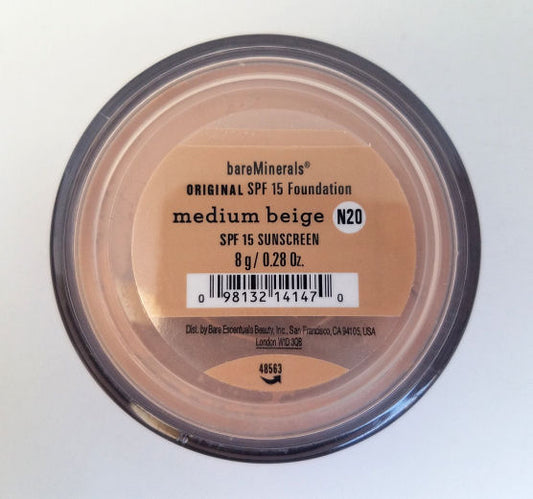 bareMinerals®
ORIGINAL SPF 15 Foundation
medium beige N20
SPF 15 SUNSCREEN
8 g / 0.28 Oz.
0 98132 14147 0
Dist. by Bare Escentuals Beauty, Inc., San Francisco, CA 94105, USA
London W1D 3QB
48563